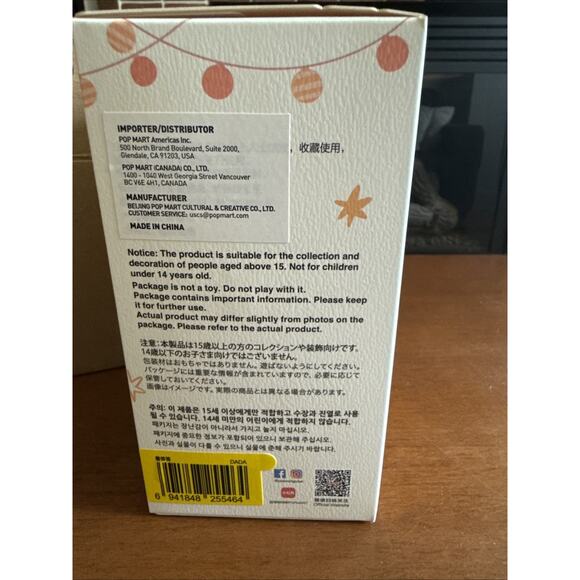 IMPORTER/DISTRIBUTOR
POP MART Americas Inc.
500 North Brand Boulevard, Suite 2000,
Glendale, CA 91203, USA
POP MART (CANADA) CO., LTD.
1400 - 1040 West Georgia Street Vancouver
BC V6E 4H1, CANADA
MANUFACTURER
BEIJING POP MART CULTURAL & CREATIVE CO., LTD.
CUSTOMER SERVICE: uscs@popmart.com
MADE IN CHINA
，收藏使用，
Notice: The product is suitable for the collection and
decoration of people aged above 15. Not for children
under 14 years old.
Package is not a toy. Do not play with it.
Package contains important information. Please keep
it for further use.
Actual product may differ slightly from photos on the
package. Please refer to the actual product.
注意：本製品は15歳以上の方のコレクションや装飾向けです。
14歳以下のお子さま向けではございません。
包装材はおもちゃではありません。遊ばないようにしてください。
パッケージには重要な情報が含まれていますので、必要に応じて
保管しておいてください。
※イメージです。実際の商品とは異なる場合があります。
주의: 이 제품은 15세 이상에게만 적합하고 수장과 진열로 사용
될 수 있습니다. 14세 미만의 어린이에게 적합하지 않습니다.
패키지는 장난감이 아니라서 가지고 놀지 마십시오.
패키지에 중요한 정보가 포함되어 있으니 보관해 주십시오.
사진과 실물이 다를 수 있으니 실물에 준해 주시기 바랍니다.
DADA
6 941848 255464
小红书
Official Website